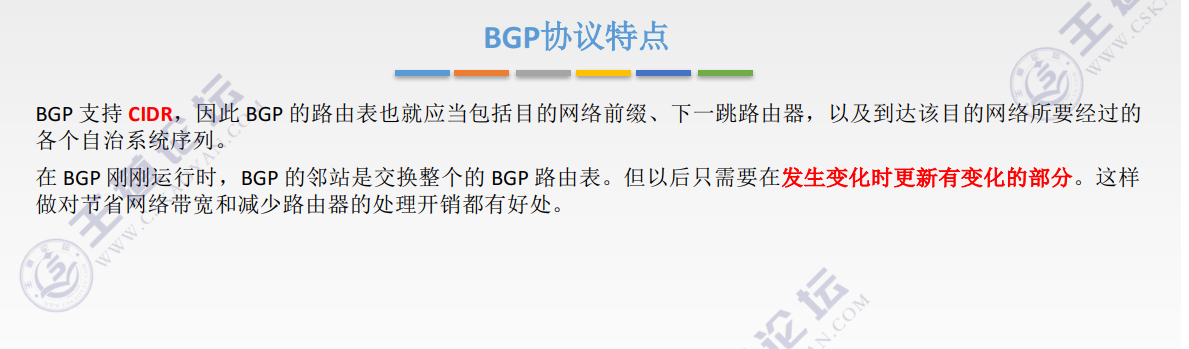 BGP协议特点
BGP 支持 CIDR，因此 BGP 的路由表也就应当包括目的网络前缀、下一跳路由器，以及到达该目的网络所要经过的
各个自治系统序列。
在 BGP 刚刚运行时，BGP 的邻站是交换整个的 BGP 路由表。但以后只需要在发生变化时更新有变化的部分。这样
做对节省网络带宽和减少路由器的处理开销都有好处。